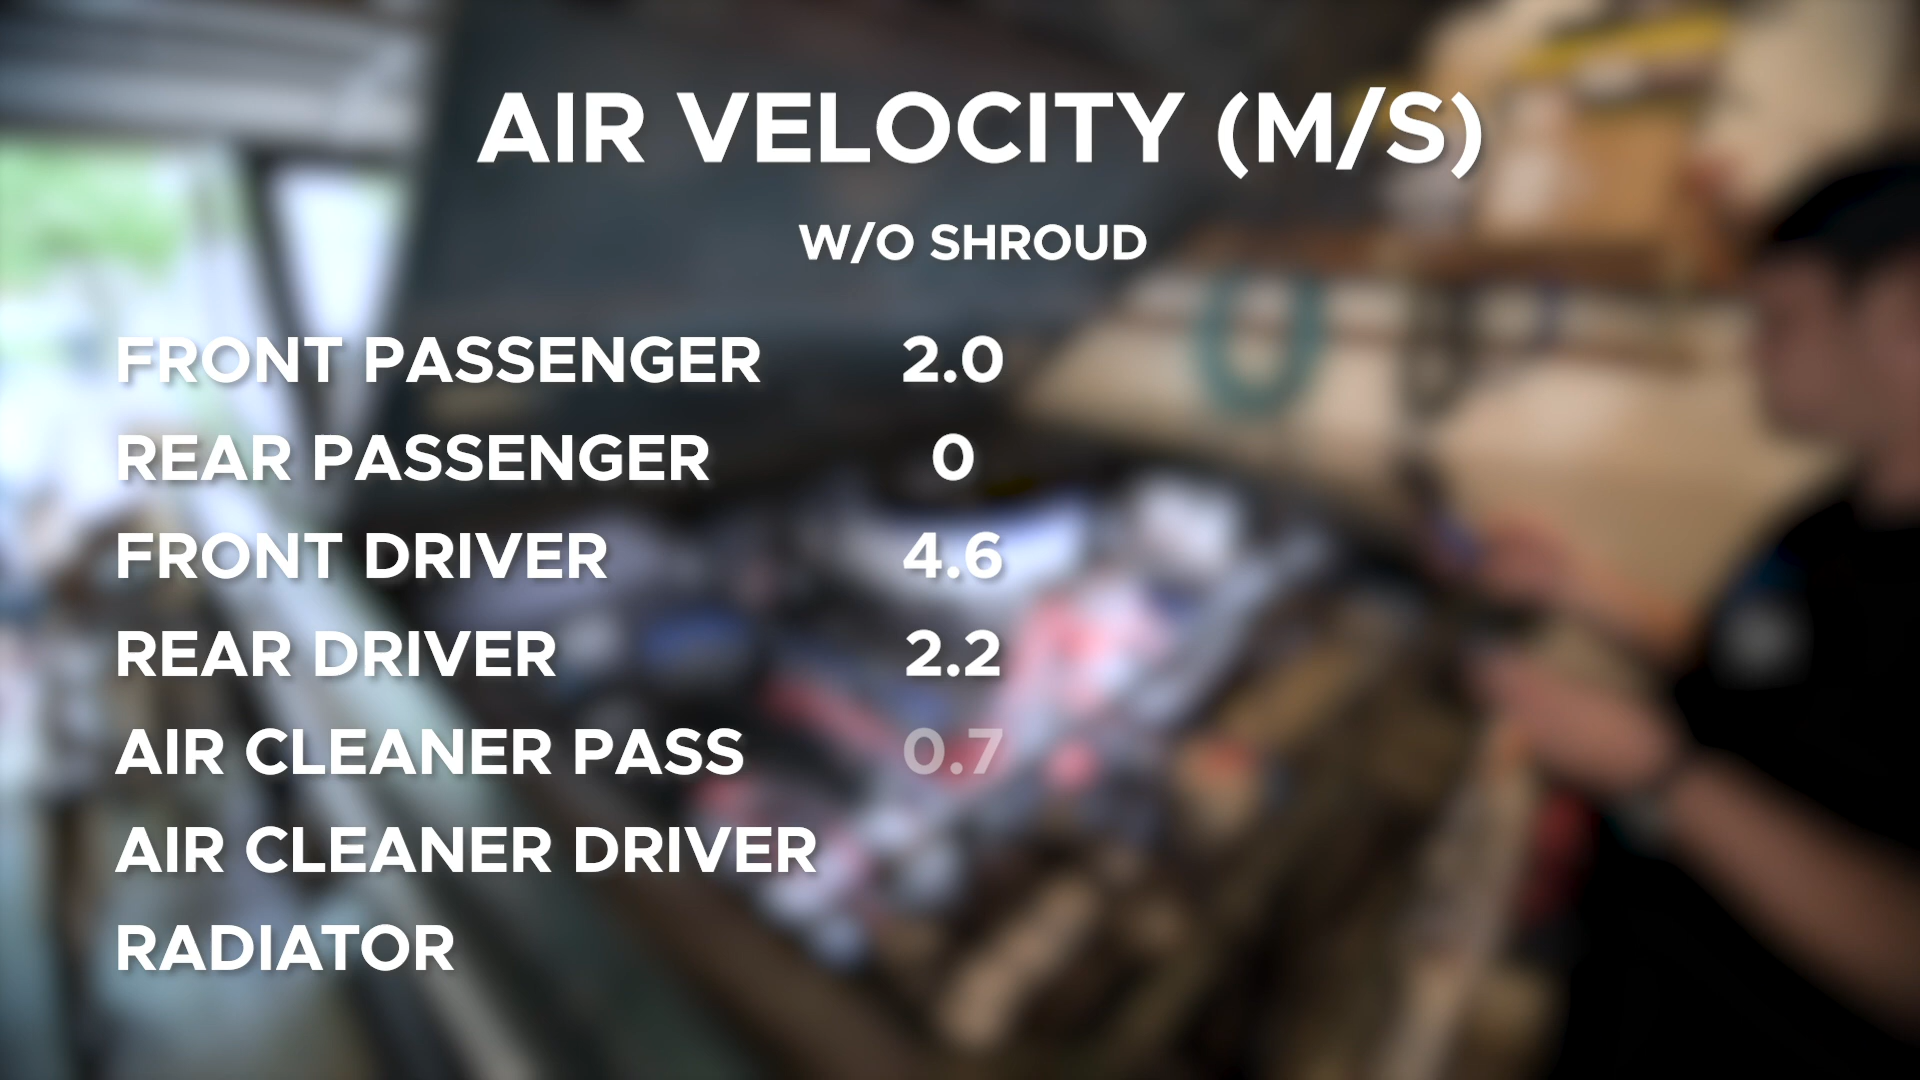 AIR VELOCITY (M/S)
W/O SHROUD
FRONT PASSENGER 2.0
REAR PASSENGER 0
FRONT DRIVER 4.6
REAR DRIVER 2.2
AIR CLEANER PASS 0.7
AIR CLEANER DRIVER
RADIATOR